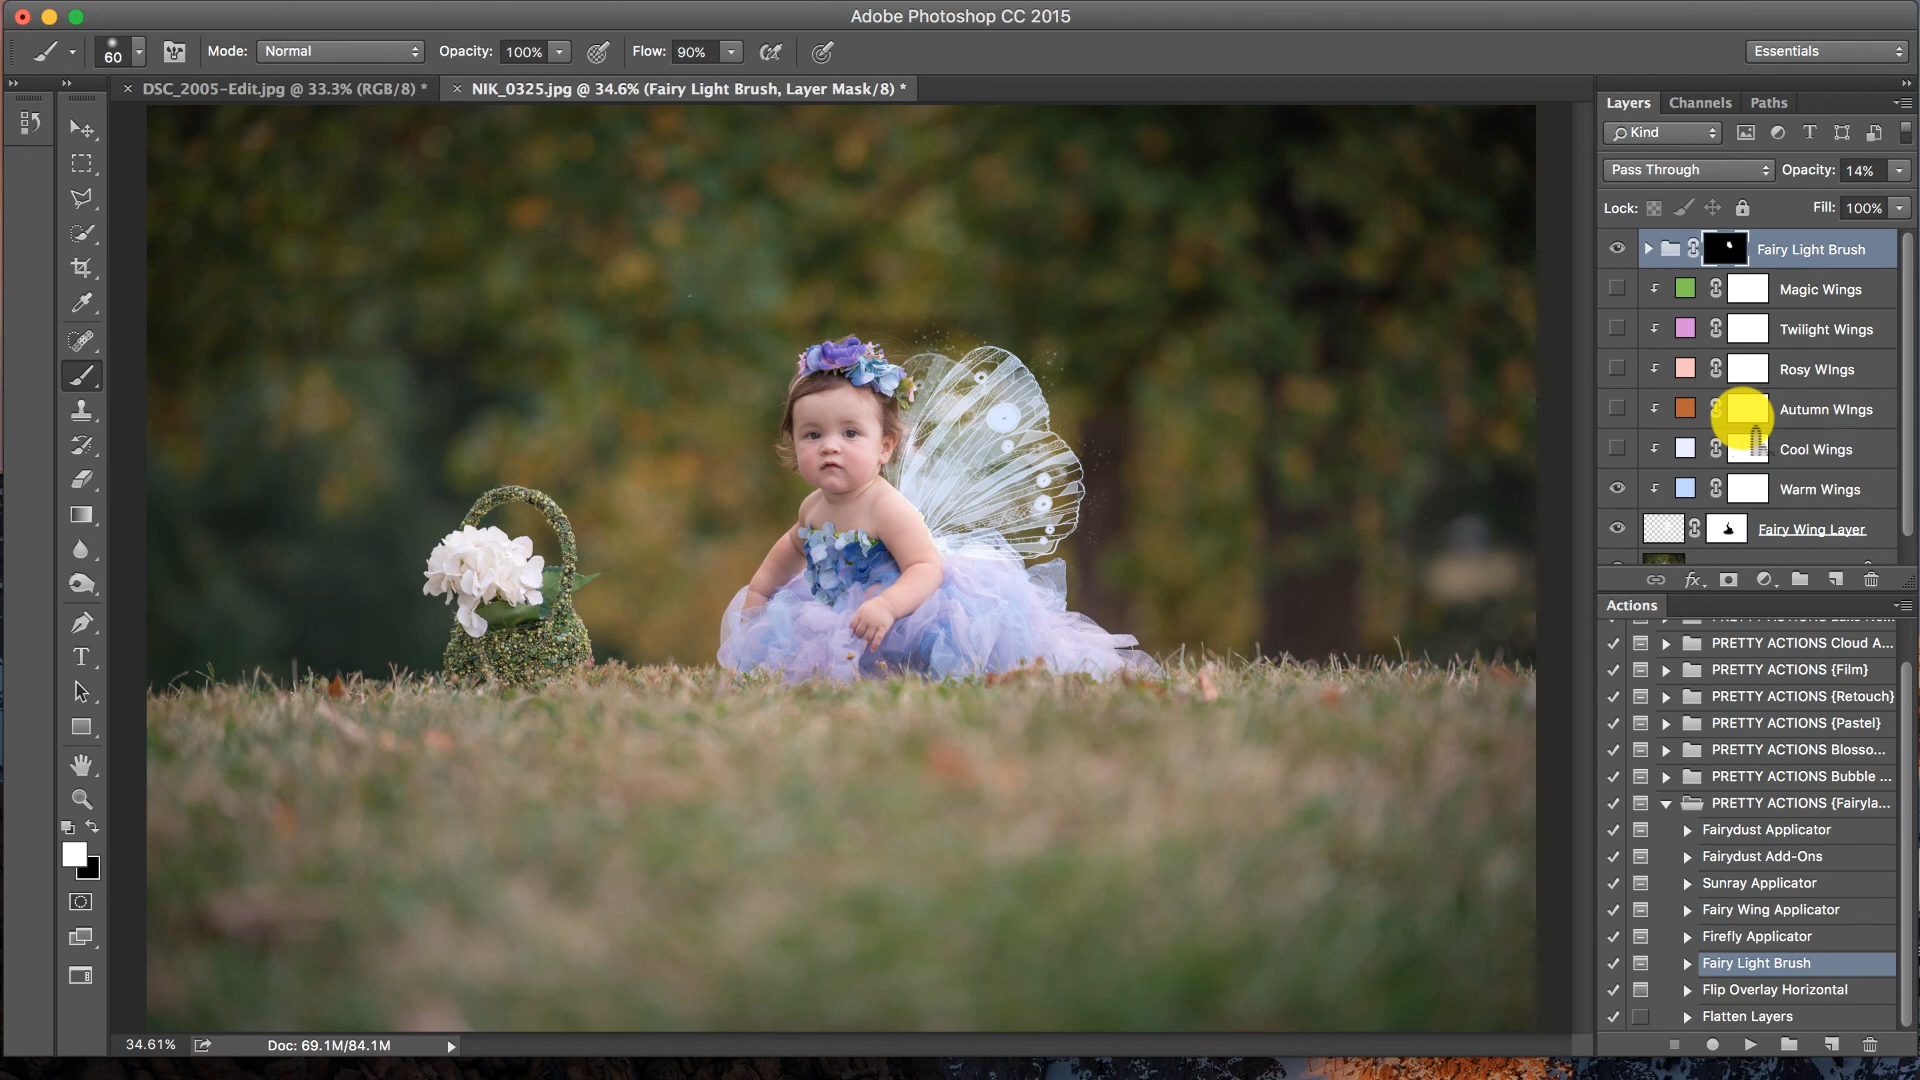 Adobe Photoshop CC 2015
60 Mode: Normal Opacity: 100% Flow: 90% Essentials
DSC_2005-Edit.jpg @ 33.3% (RGB/8) * NIK_0325.jpg @ 34.6% (Fairy Light Brush, Layer Mask/8) *
Layers Channels Paths
Kind
Pass Through Opacity: 14%
Lock: Fill: 100%
Fairy Light Brush
Magic Wings
Twilight Wings
Rosy WIngs
Autumn WIngs
Cool Wings
Warm Wings
Fairy Wing Layer
fx
Actions
PRETTY ACTIONS Cloud A...
PRETTY ACTIONS {Film}
PRETTY ACTIONS {Retouch}
PRETTY ACTIONS {Pastel}
PRETTY ACTIONS Blosso...
PRETTY ACTIONS Bubble ...
PRETTY ACTIONS {Fairyla...
Fairydust Applicator
Fairydust Add-Ons
Sunray Applicator
Fairy Wing Applicator
Firefly Applicator
Fairy Light Brush
Flip Overlay Horizontal
Flatten Layers
34.61% Doc: 69.1M/84.1M